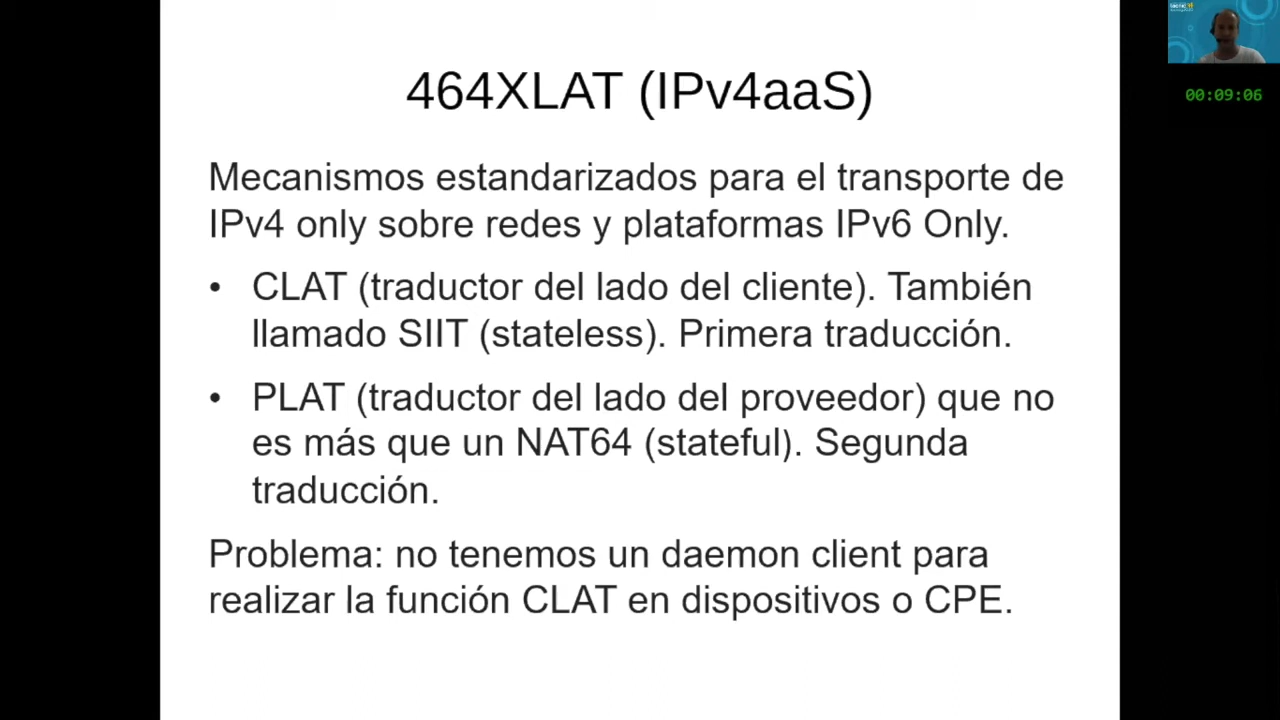 464XLAT (IPv4aaS)
Mecanismos estandarizados para el transporte de
IPv4 only sobre redes y plataformas IPv6 Only.
• CLAT (traductor del lado del cliente). También
llamado SIIT (stateless). Primera traducción.
• PLAT (traductor del lado del proveedor) que no
es más que un NAT64 (stateful). Segunda
traducción.
Problema: no tenemos un daemon client para
realizar la función CLAT en dispositivos o CPE.
00:09:06